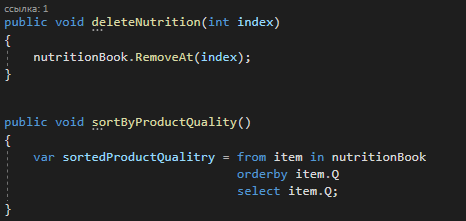 ссылка: 1
public void deleteNutrition(int index)
{
nutritionBook.RemoveAt(index);
}
public void sortByProductQuality()
{
var sortedProductQualitry = from item in nutritionBook
orderby item.Q
select item.Q;
}